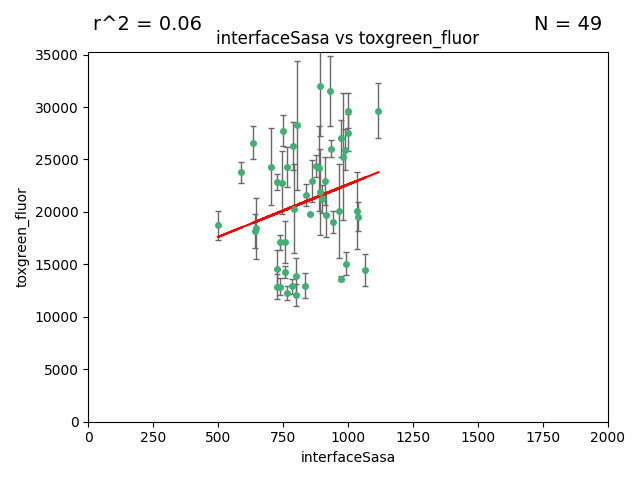 r^2 = 0.06
N = 49
interfaceSasa vs toxgreen_fluor
35000
30000
25000
20000
15000
10000
5000
0
toxgreen_fluor
0 250 500 750 1000 1250 1500 1750 2000
interfaceSasa